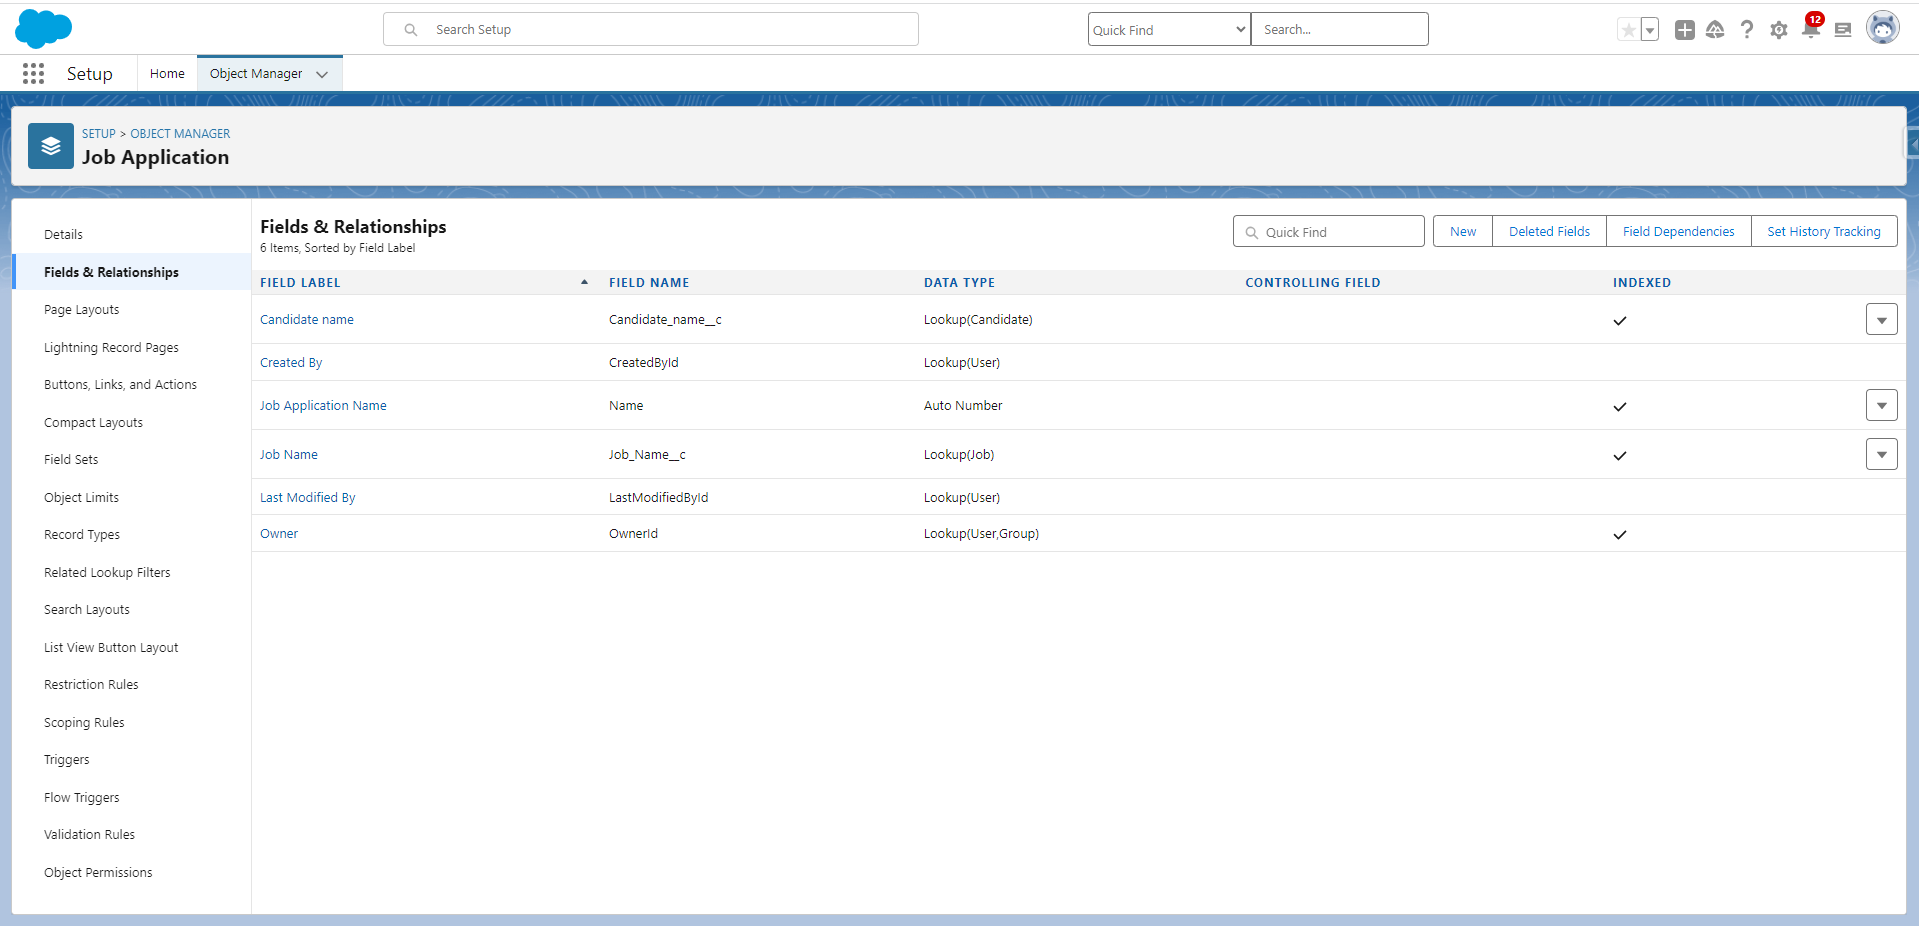 Search Setup
Quick Find
Search...
12
Setup
Home
Object Manager
SETUP > OBJECT MANAGER
Job Application
Details
Fields & Relationships
Page Layouts
Lightning Record Pages
Buttons, Links, and Actions
Compact Layouts
Field Sets
Object Limits
Record Types
Related Lookup Filters
Search Layouts
List View Button Layout
Restriction Rules
Scoping Rules
Triggers
Flow Triggers
Validation Rules
Object Permissions
Fields & Relationships
6 Items, Sorted by Field Label
Quick Find
New
Deleted Fields
Field Dependencies
Set History Tracking
FIELD LABEL FIELD NAME DATA TYPE CONTROLLING FIELD INDEXED
Candidate name Candidate_name__c Lookup(Candidate)
Created By CreatedById Lookup(User)
Job Application Name Name Auto Number
Job Name Job_Name__c Lookup(Job)
Last Modified By LastModifiedById Lookup(User)
Owner OwnerId Lookup(User,Group)